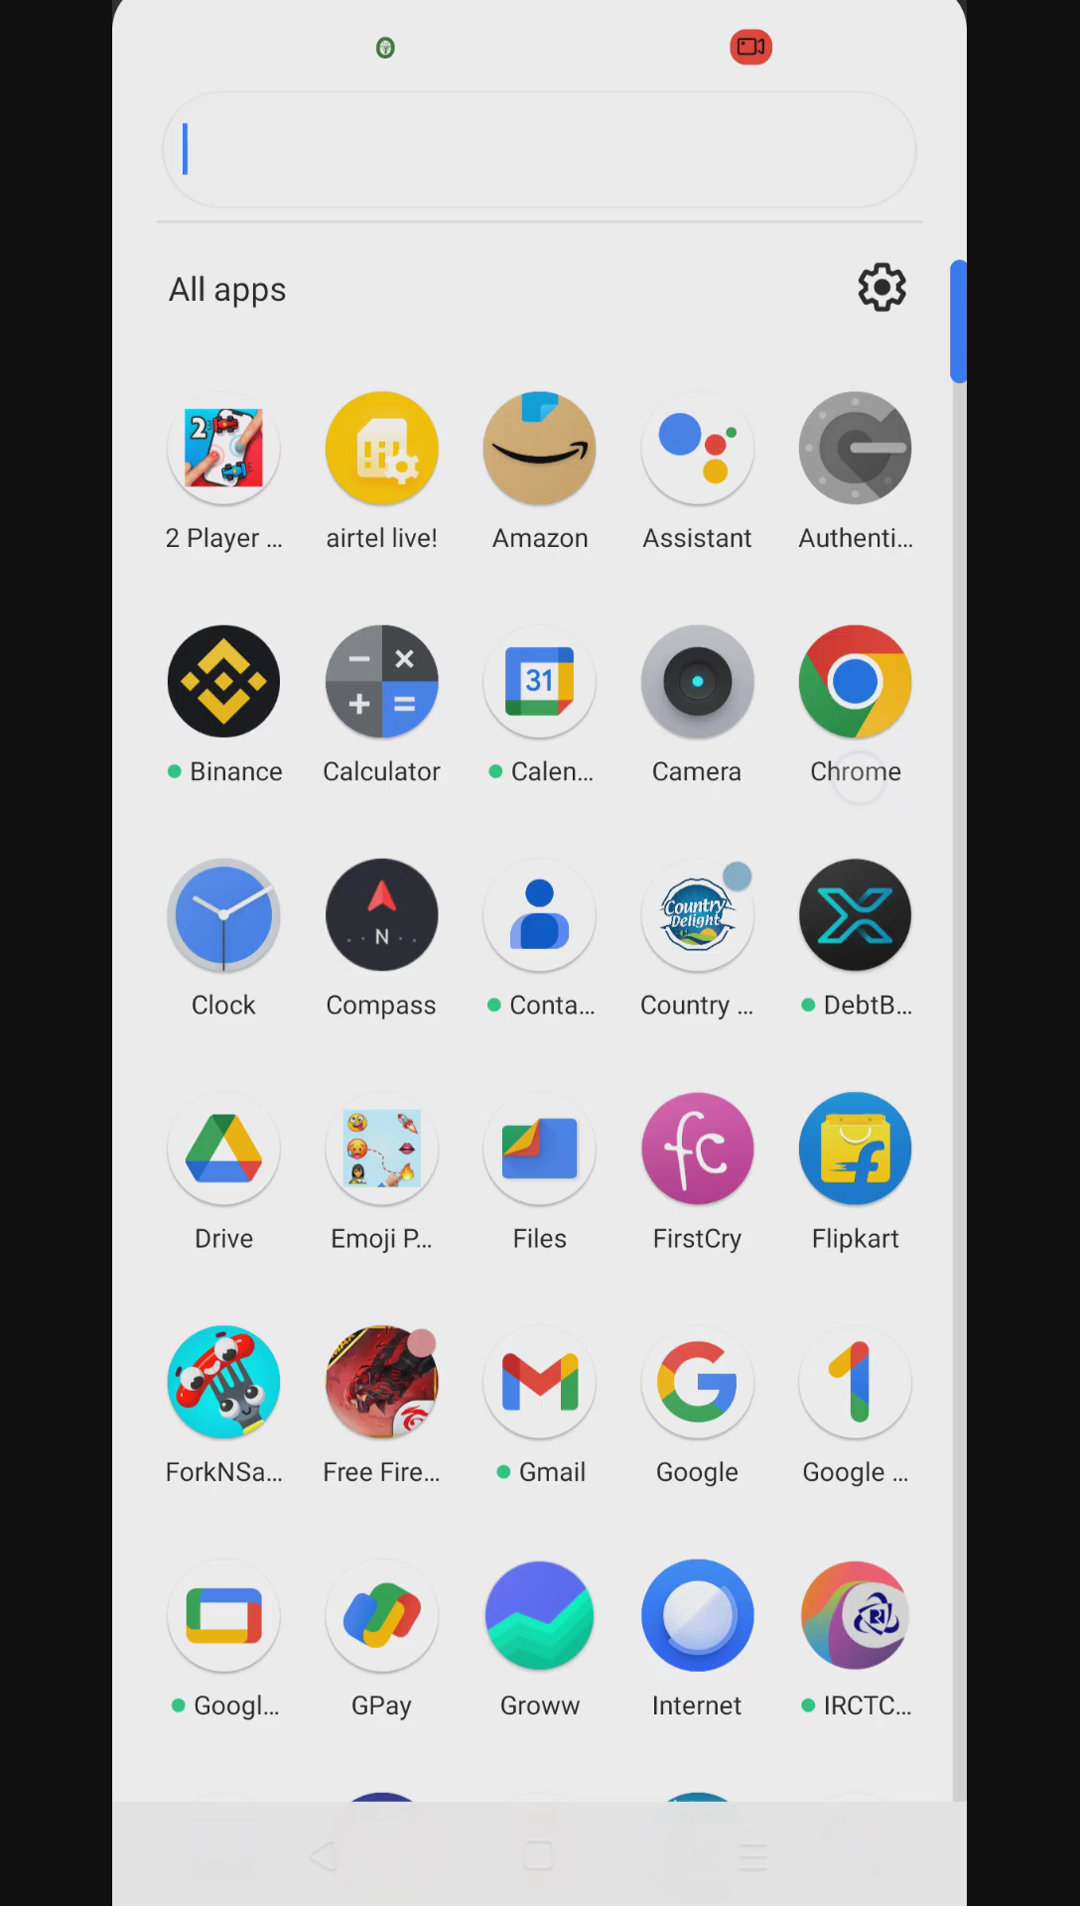 All apps
2 Player ... airtel live! Amazon Assistant Authenti...
31
Binance Calculator Calen... Camera Chrome
N
Country Delight
Clock Compass Conta... Country ... DebtB...
fc
Drive Emoji P... Files FirstCry Flipkart
ForkNSa... Free Fire... Gmail Google Google ...
Googl... GPay Groww Internet IRCTC...